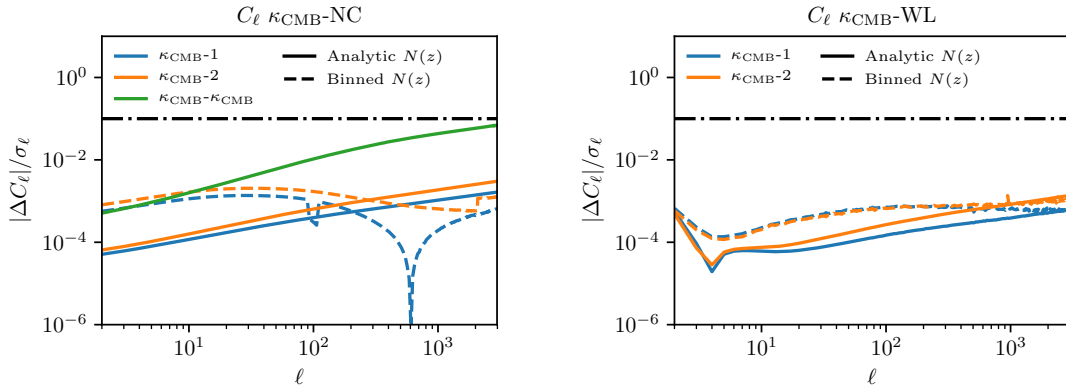 C_ℓ κ_CMB-NC
κ_CMB-1
κ_CMB-2
κ_CMB-κ_CMB
Analytic N(z)
Binned N(z)
|ΔC_ℓ|/σ_ℓ
10^0
10^−2
10^−4
10^−6
10^1
10^2
10^3
ℓ
C_ℓ κ_CMB-WL
κ_CMB-1
κ_CMB-2
Analytic N(z)
Binned N(z)
|ΔC_ℓ|/σ_ℓ
10^0
10^−2
10^−4
10^−6
10^1
10^2
10^3
ℓ